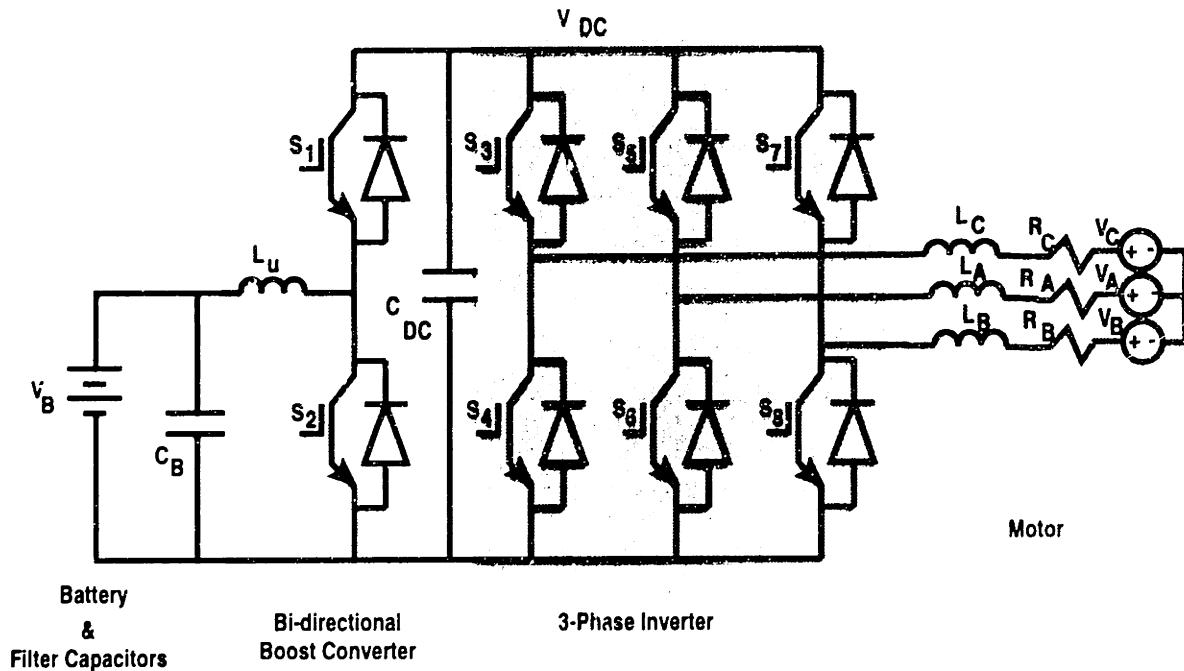 V DC
S1
S3
S5
S7
LC
RC
VC
Lu
LA
RA
VA
C DC
LB
RB
VB
VB
S2
S4
S6
S8
CB
Motor
Battery
&
Filter Capacitors
Bi-directional
Boost Converter
3-Phase Inverter
+ -
+ -
+ -